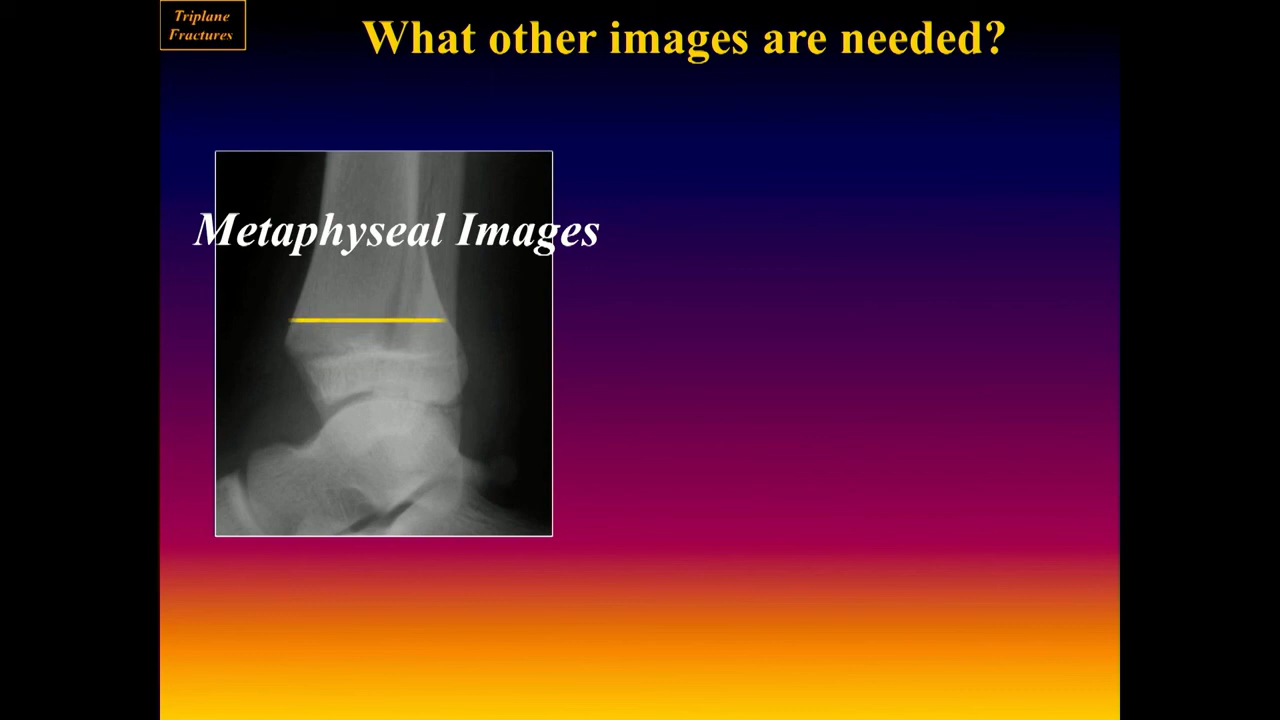 Triplane
Fractures
What other images are needed?
Metaphyseal Images